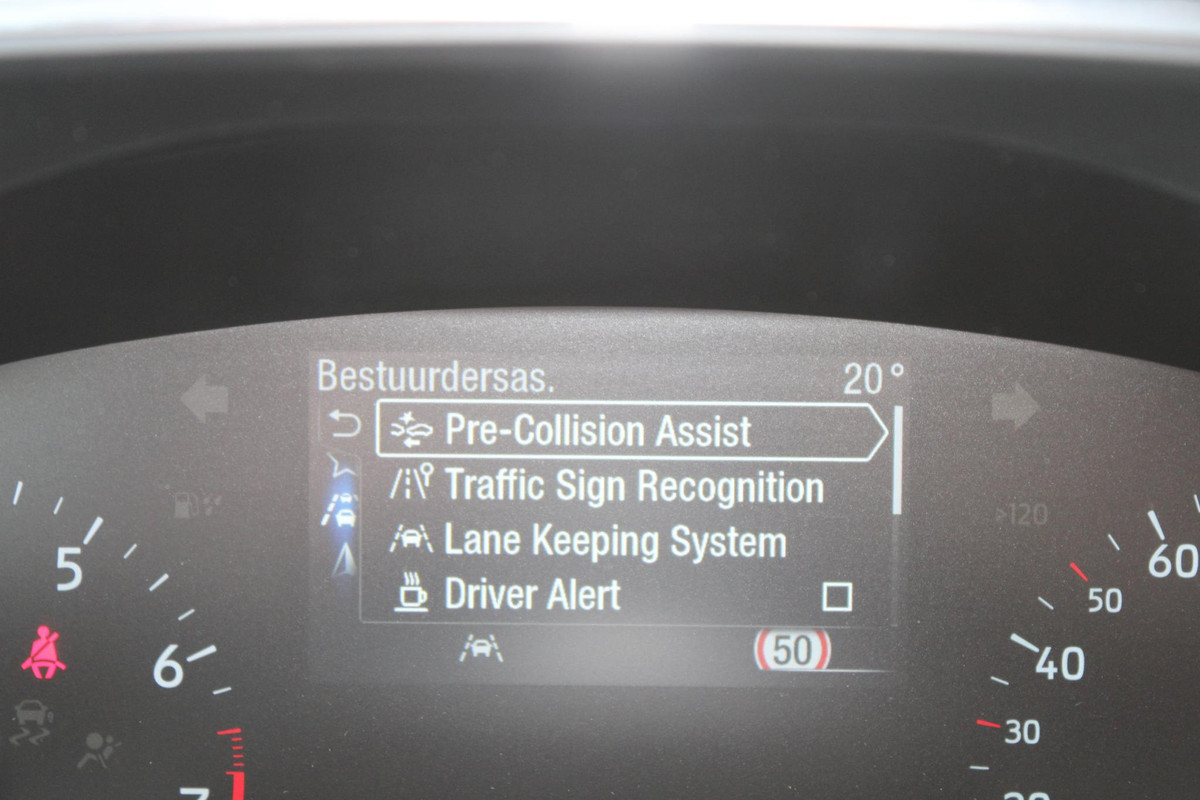 Bestuurdersas. 20°
Pre-Collision Assist
Traffic Sign Recognition
Lane Keeping System
Driver Alert
50
5
6
7
>120
60
50
40
30